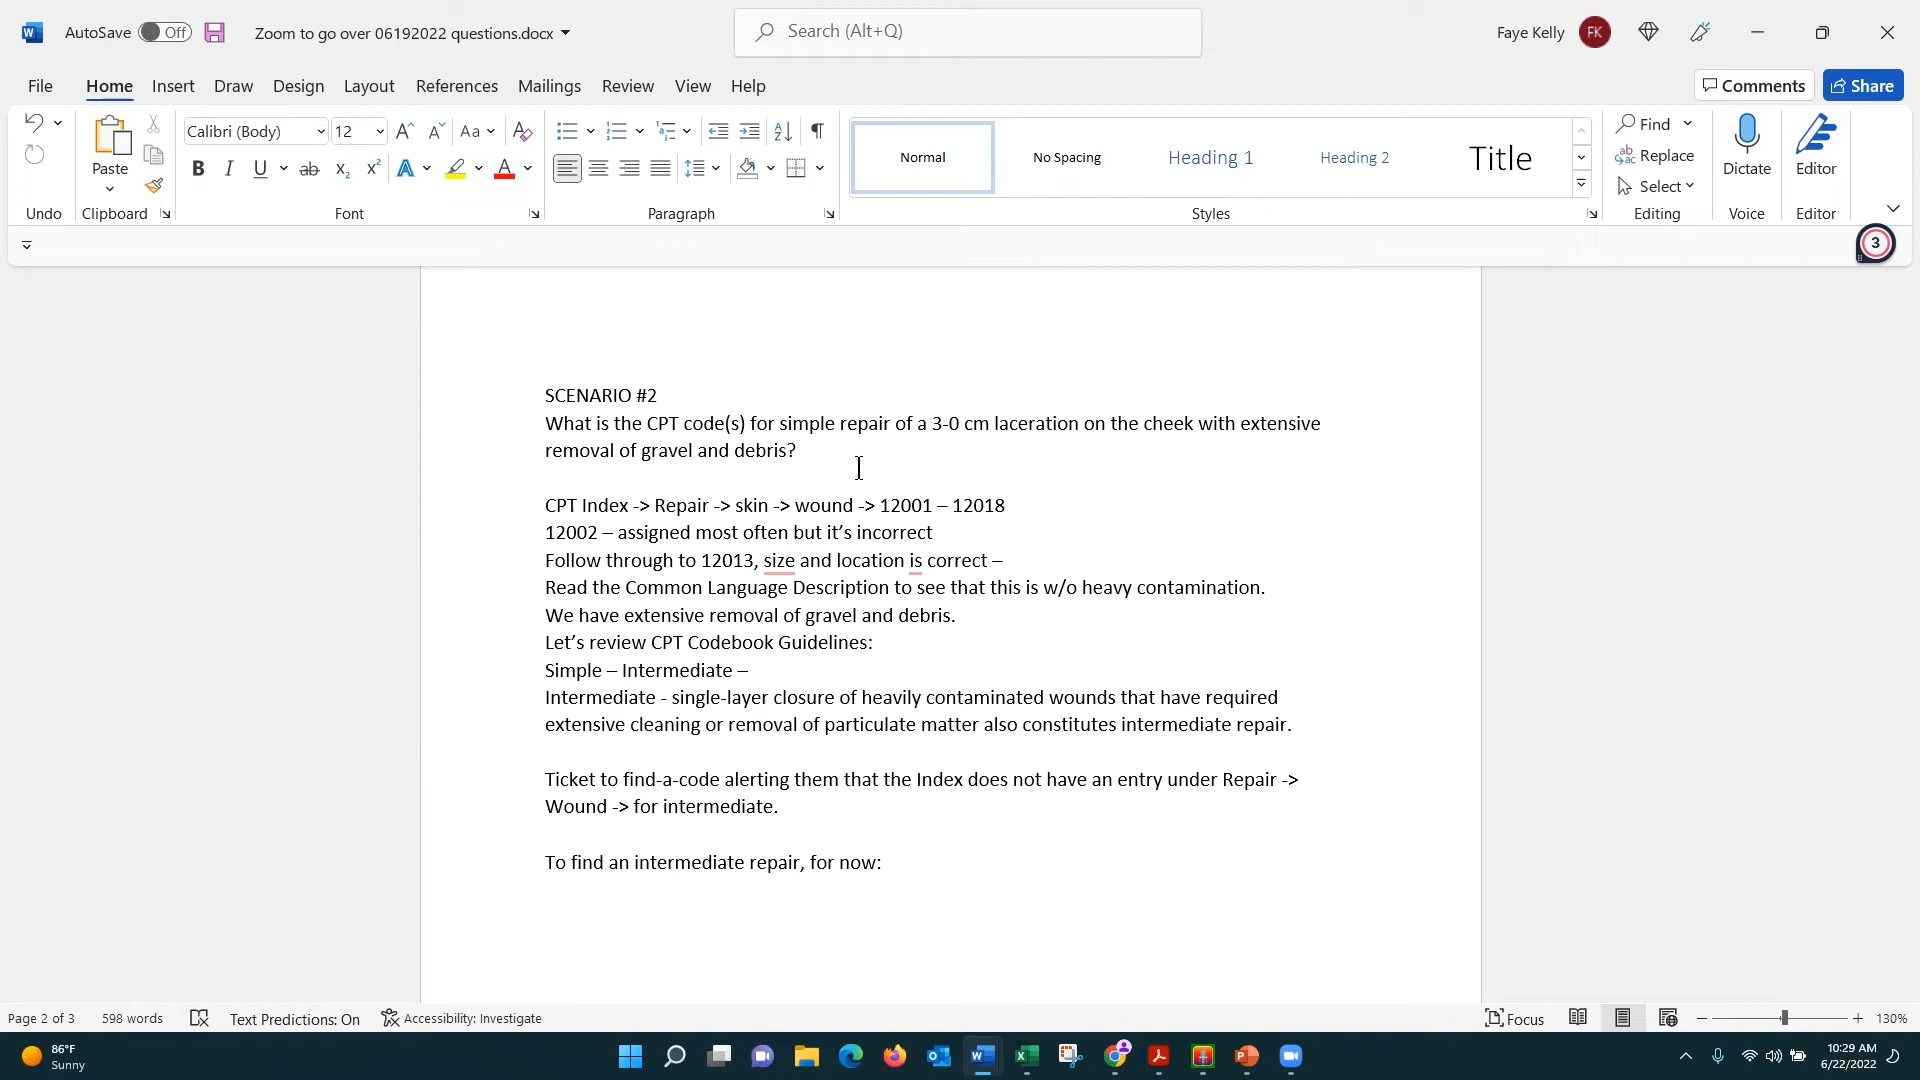 AutoSave Off Zoom to go over 06192022 questions.docx Search (Alt+Q) Faye Kelly FK
File Home Insert Draw Design Layout References Mailings Review View Help Comments Share
Calibri (Body) 12 Aa Normal No Spacing Heading 1 Heading 2 Title Find
Replace
Paste Dictate Editor
Select
Undo Clipboard Font Paragraph Styles Editing Voice Editor
3
SCENARIO #2
What is the CPT code(s) for simple repair of a 3-0 cm laceration on the cheek with extensive
removal of gravel and debris?
CPT Index -> Repair -> skin -> wound -> 12001 – 12018
12002 – assigned most often but it’s incorrect
Follow through to 12013, size and location is correct –
Read the Common Language Description to see that this is w/o heavy contamination.
We have extensive removal of gravel and debris.
Let’s review CPT Codebook Guidelines:
Simple – Intermediate –
Intermediate - single-layer closure of heavily contaminated wounds that have required
extensive cleaning or removal of particulate matter also constitutes intermediate repair.
Ticket to find-a-code alerting them that the Index does not have an entry under Repair ->
Wound -> for intermediate.
To find an intermediate repair, for now:
Page 2 of 3 598 words Text Predictions: On Accessibility: Investigate Focus 130%
86°F
Sunny
10:29 AM
6/22/2022